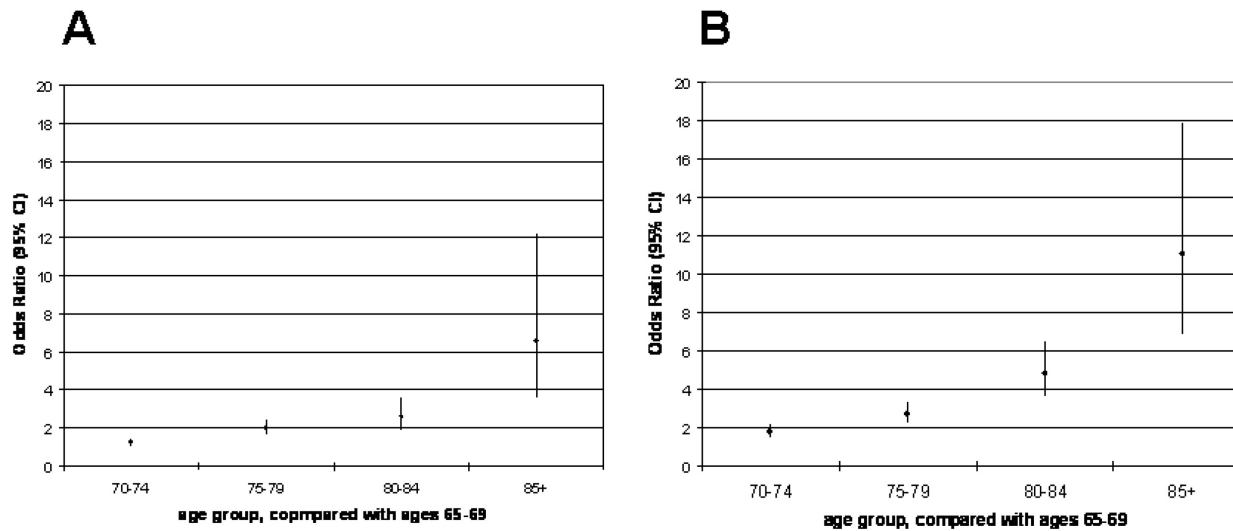 A
20
18
16
14
12
10
8
6
4
2
0
Odds Ratio (95% CI)
70-74 75-79 80-84 85+
age group, copmpared with ages 65-69
B
20
18
16
14
12
10
8
6
4
2
0
Odds Ratio (95% CI)
70-74 75-79 80-84 85+
age group, compared with ages 65-69